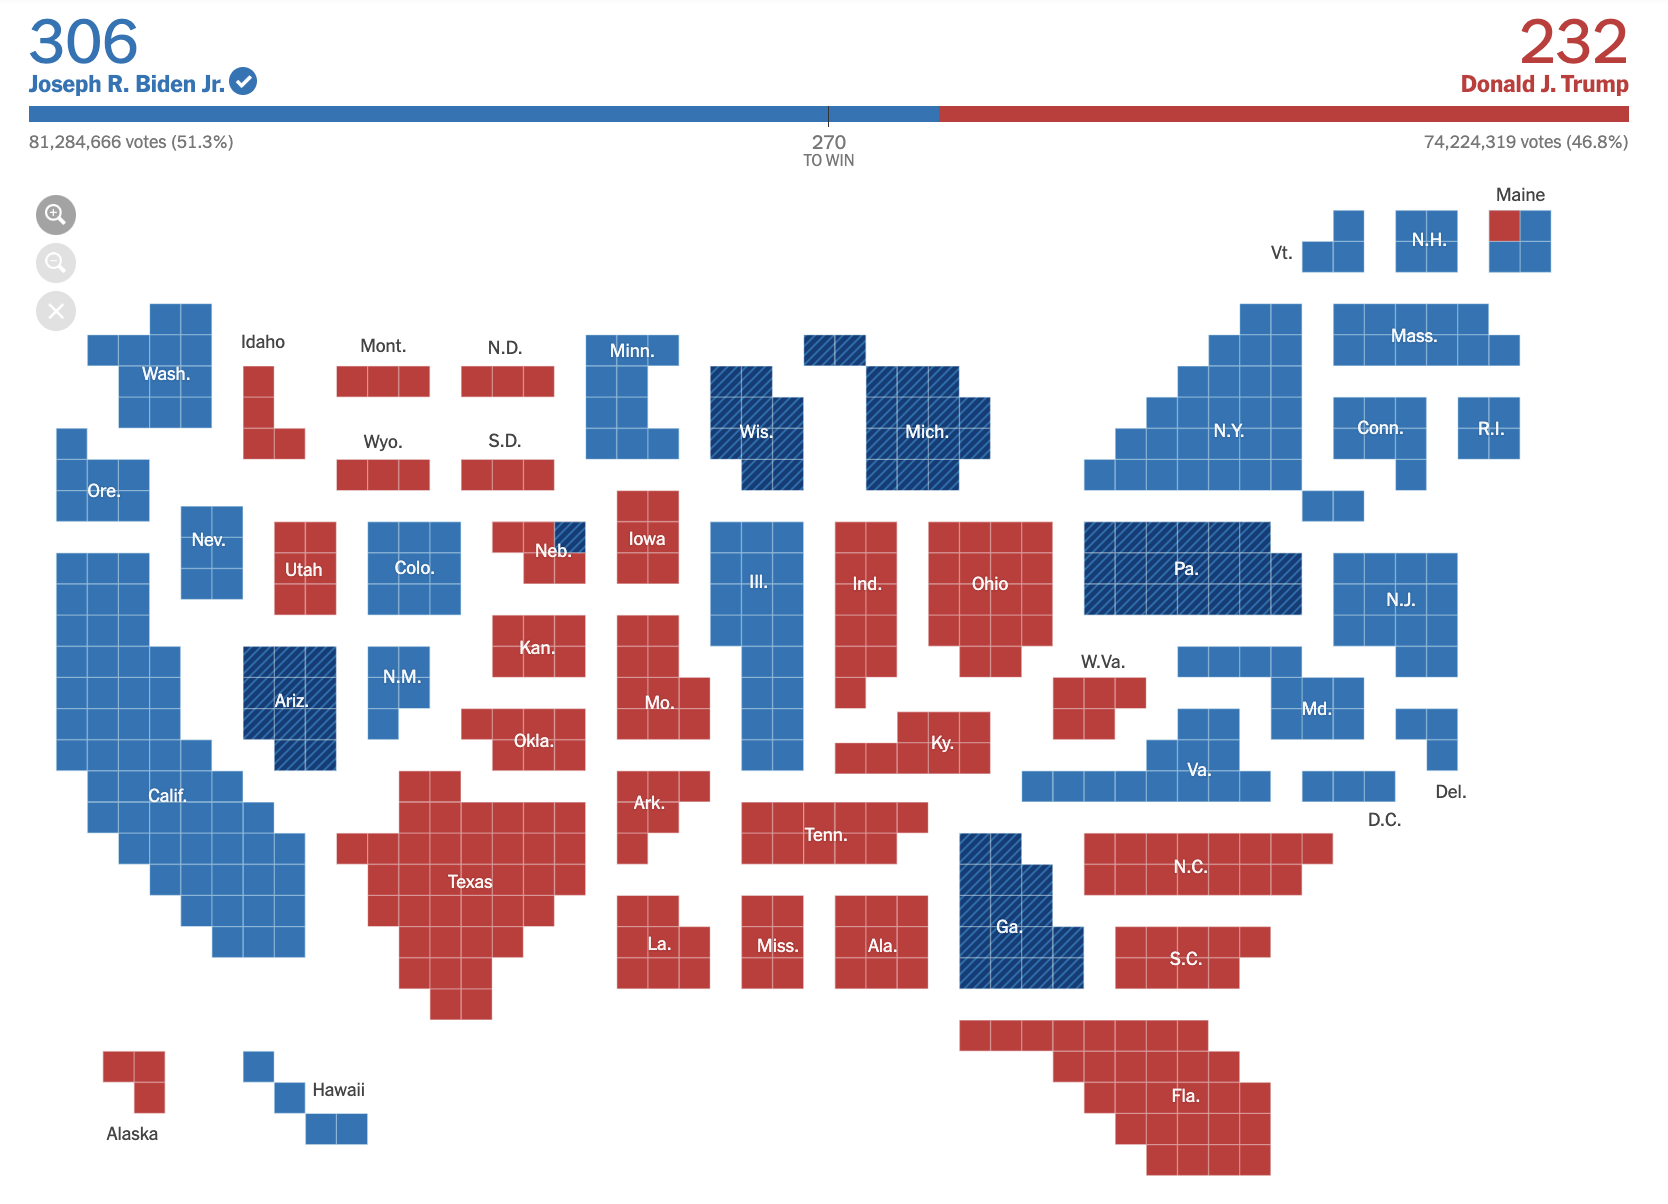 306
232
Joseph R. Biden Jr.
Donald J. Trump
81,284,666 votes (51.3%)
270
TO WIN
74,224,319 votes (46.8%)
Maine
Vt.
N.H.
Idaho
Mont.
N.D.
Minn.
Mass.
Wash.
Wyo.
S.D.
Wis.
Mich.
N.Y.
Conn.
R.I.
Ore.
Nev.
Utah
Colo.
Neb.
Iowa
Ill.
Ind.
Ohio
Pa.
N.J.
Kan.
W.Va.
N.M.
Ariz.
Mo.
Md.
Okla.
Ky.
Va.
Calif.
Ark.
Del.
D.C.
Tenn.
Texas
N.C.
Ga.
La.
Miss.
Ala.
S.C.
Hawaii
Fla.
Alaska